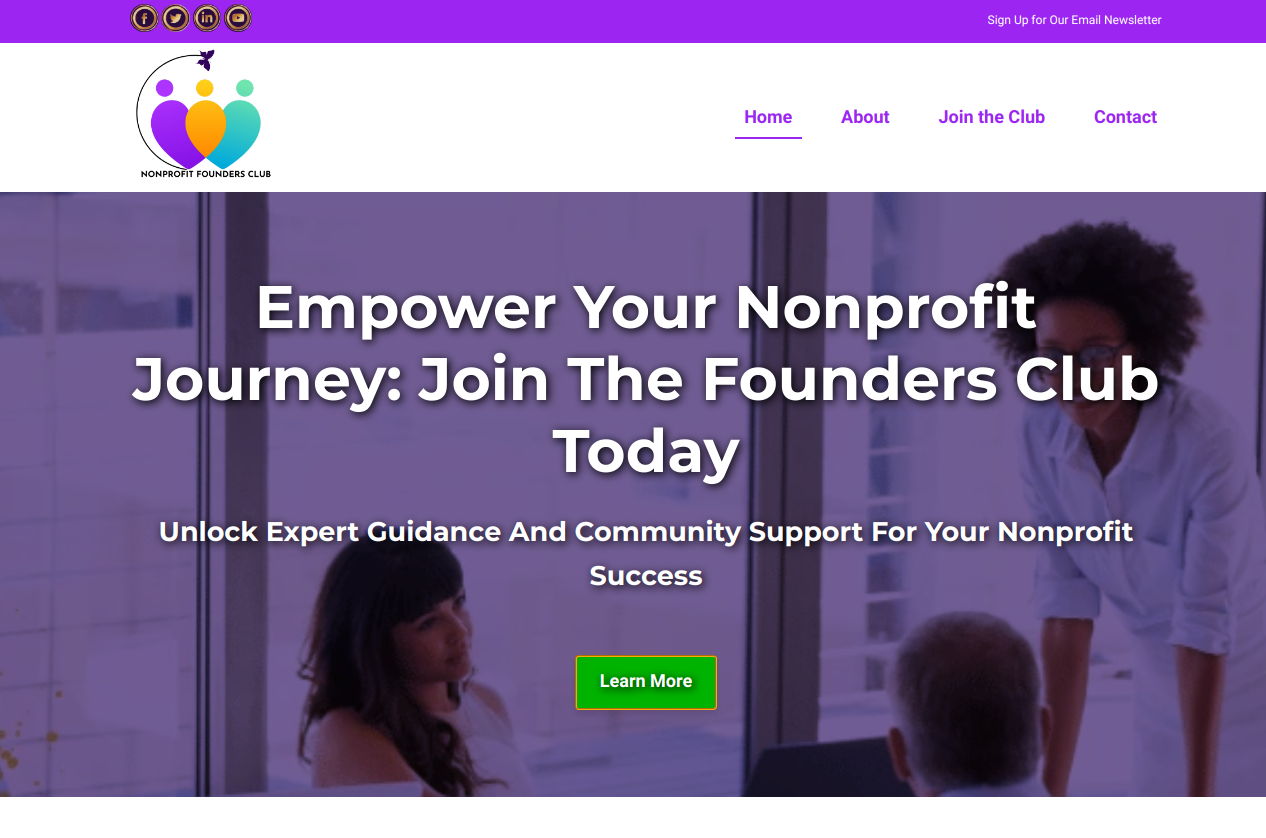 Sign Up for Our Email Newsletter
NONPROFIT FOUNDERS CLUB
Home About Join the Club Contact
Empower Your Nonprofit
Journey: Join The Founders Club
Today
Unlock Expert Guidance And Community Support For Your Nonprofit
Success
Learn More